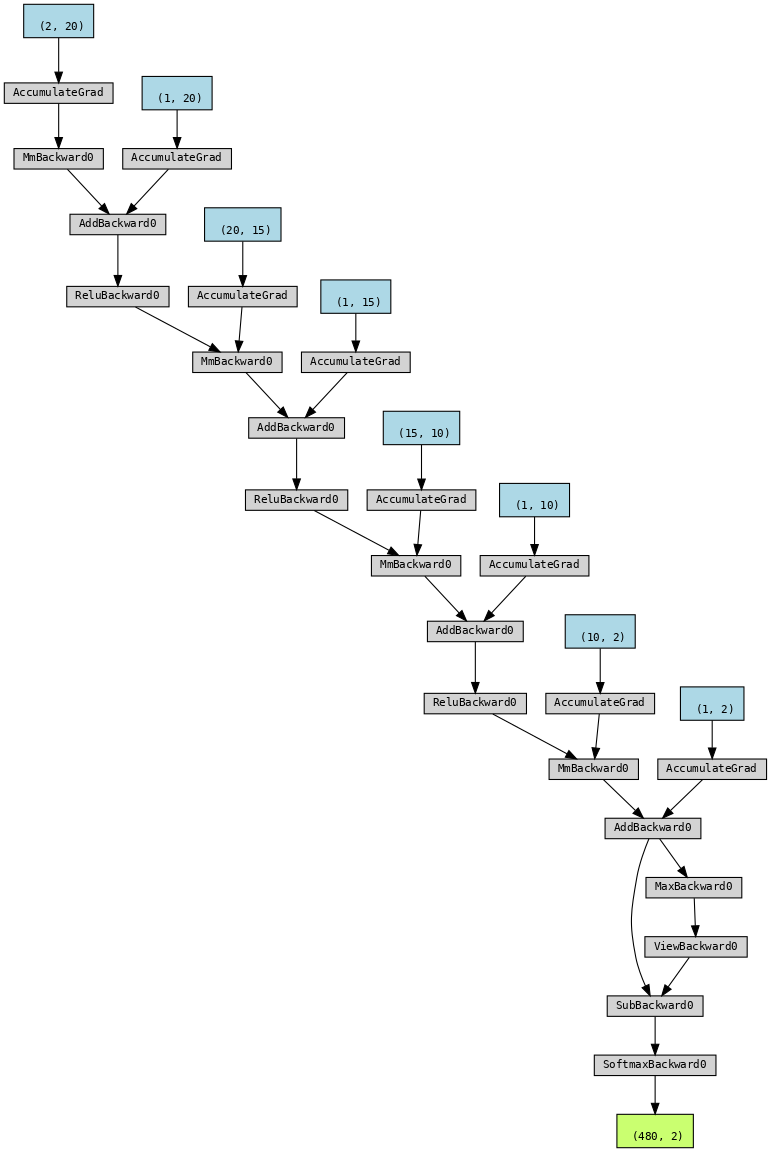 (2, 20)
AccumulateGrad
(1, 20)
MmBackward0
AccumulateGrad
AddBackward0
(20, 15)
ReluBackward0
AccumulateGrad
(1, 15)
MmBackward0
AccumulateGrad
AddBackward0
(15, 10)
ReluBackward0
AccumulateGrad
(1, 10)
MmBackward0
AccumulateGrad
AddBackward0
(10, 2)
ReluBackward0
AccumulateGrad
(1, 2)
MmBackward0
AccumulateGrad
AddBackward0
MaxBackward0
ViewBackward0
SubBackward0
SoftmaxBackward0
(480, 2)